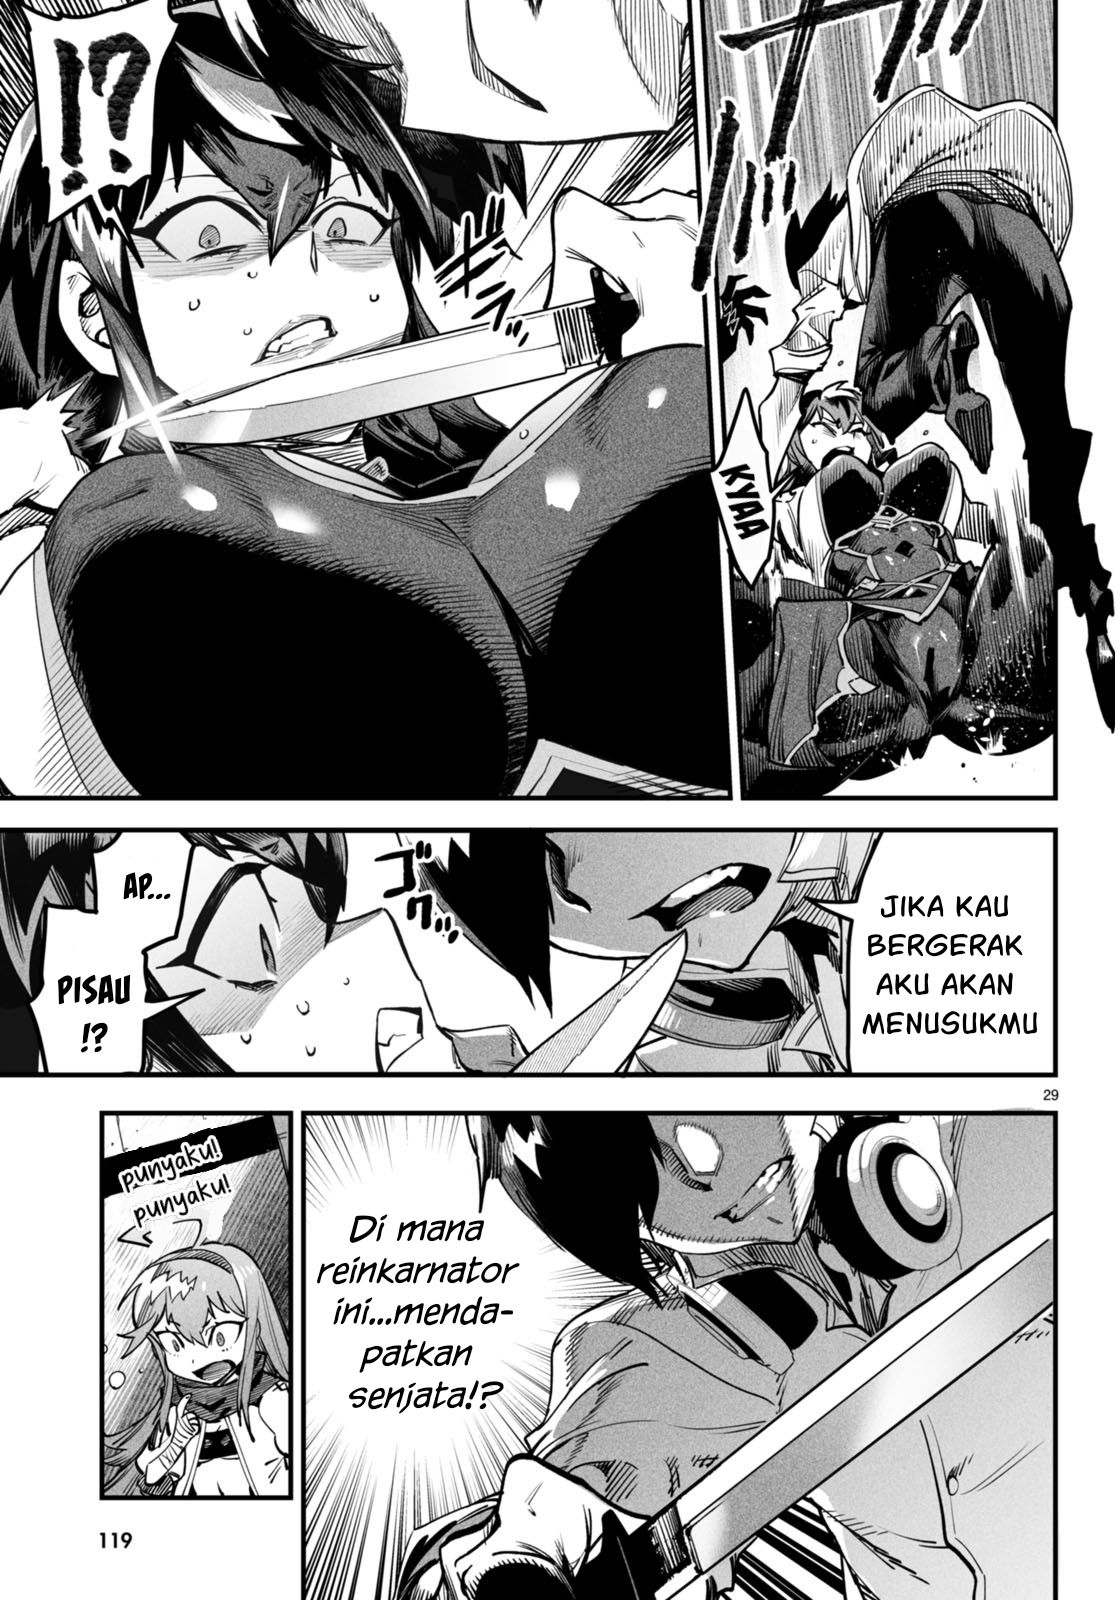 KYAA
!?
JIKA KAU
BERGERAK
AKU AKAN
MENUSUKMU
AP...
PISAU
!?
29
Di mana
reinkarnator
ini...menda-
patkan
senjata!?
punyaku!
punyaku!
119